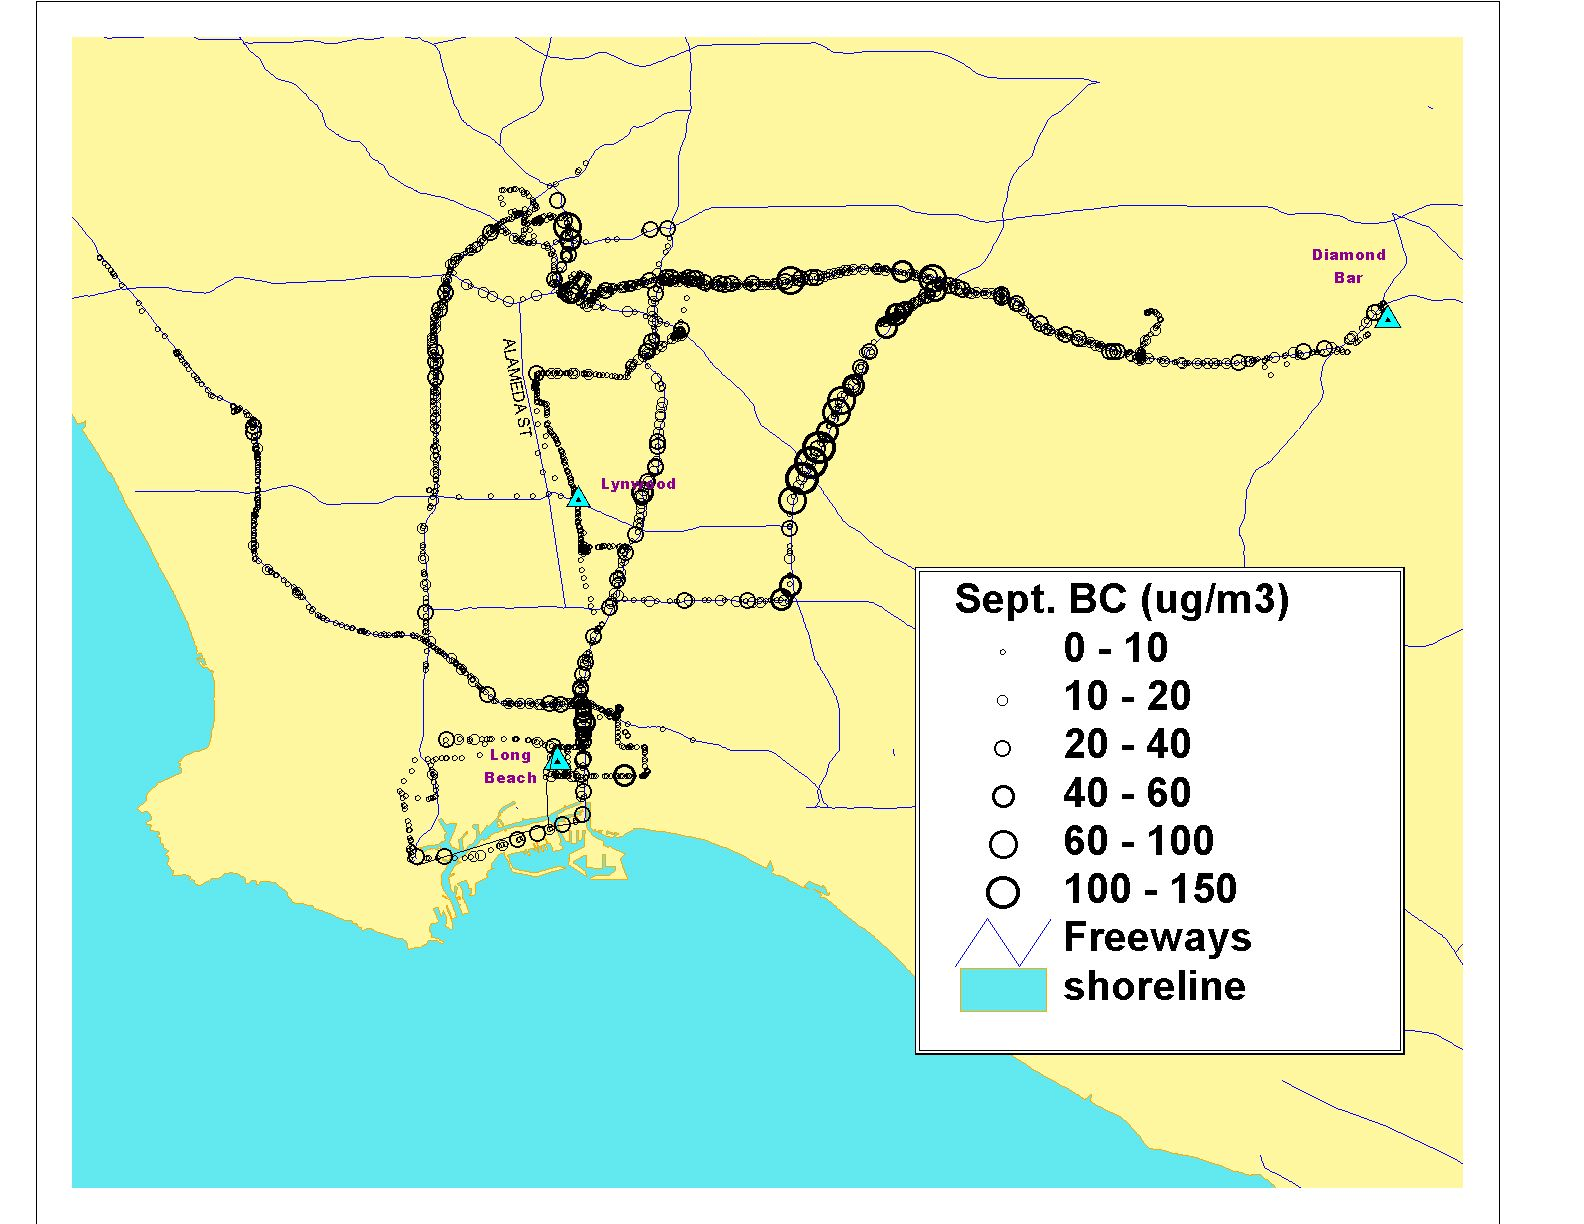 Diamond
Bar
ALAMEDA ST
Lynwood
Long
Beach
Sept. BC (ug/m3)
0 - 10
10 - 20
20 - 40
40 - 60
60 - 100
100 - 150
Freeways
shoreline